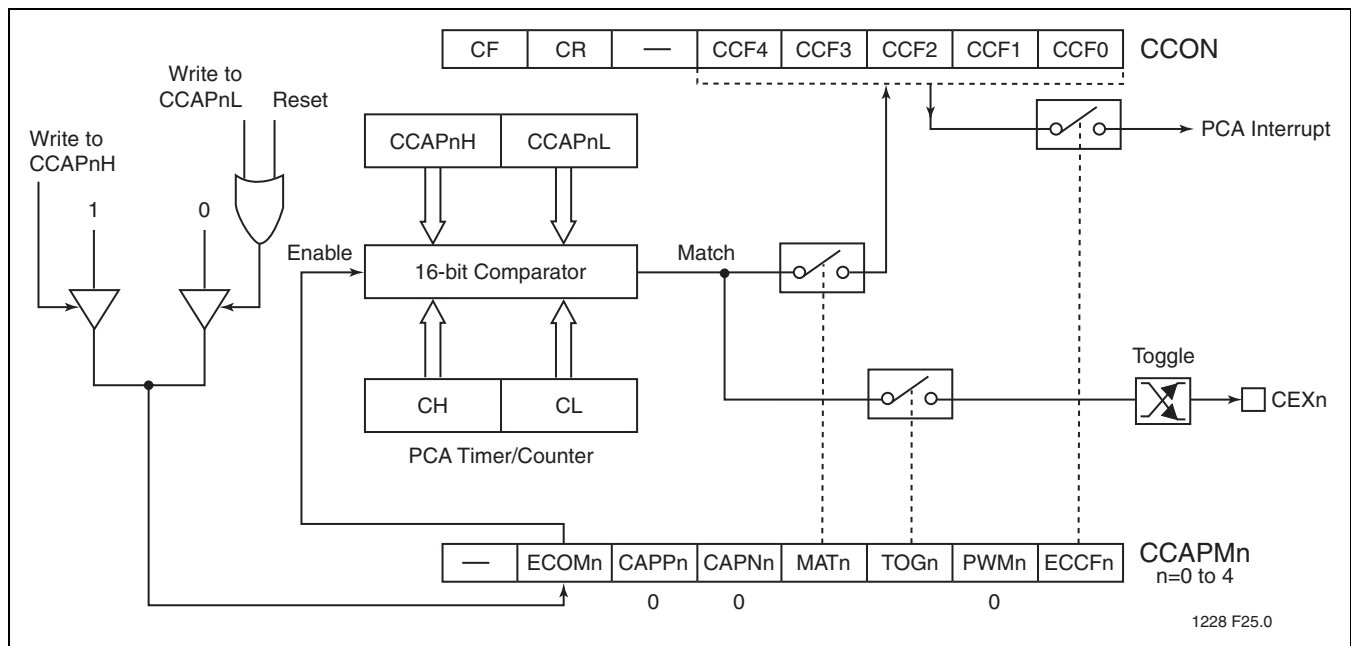 CF CR — CCF4 CCF3 CCF2 CCF1 CCF0 CCON
Write to
CCAPnL
Reset
Write to
CCAPnH
CCAPnH CCAPnL
PCA Interrupt
1 0
Enable
16-bit Comparator
Match
Toggle
CH CL
CEXn
PCA Timer/Counter
— ECOMn CAPPn CAPNn MATn TOGn PWMn ECCFn CCAPMn
n=0 to 4
0 0 0
1228 F25.0